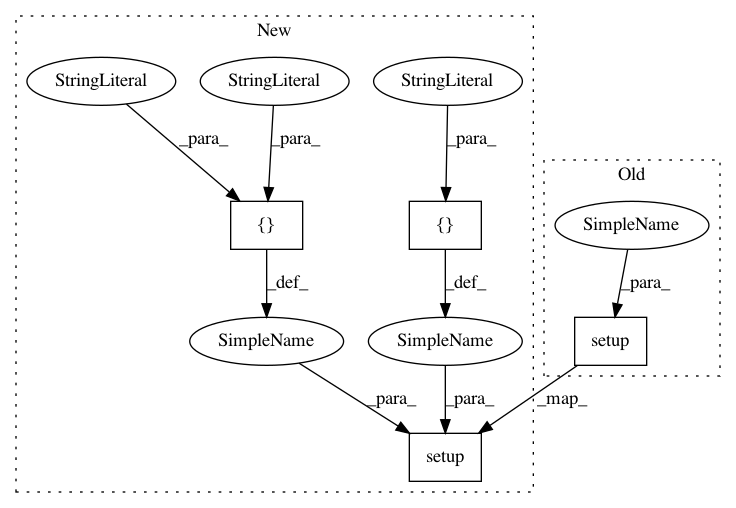 New
StringLiteral StringLiteral StringLiteral
_para_ _para_ _para_
Old
SimpleName
{} {}
_def_ _def_ _para_
SimpleName SimpleName setup
_para_ _para_ _map_
setup